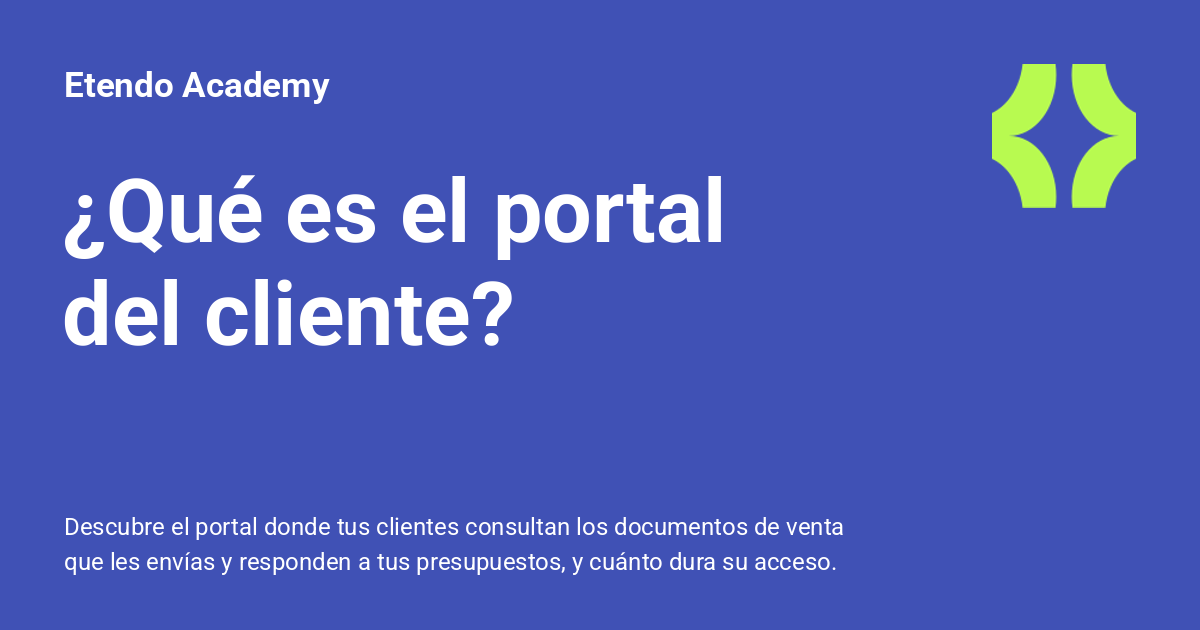 Etendo Academy
¿Qué es el portal
del cliente?
Descubre el portal donde tus clientes consultan los documentos de venta
que les envías y responden a tus presupuestos, y cuánto dura su acceso.